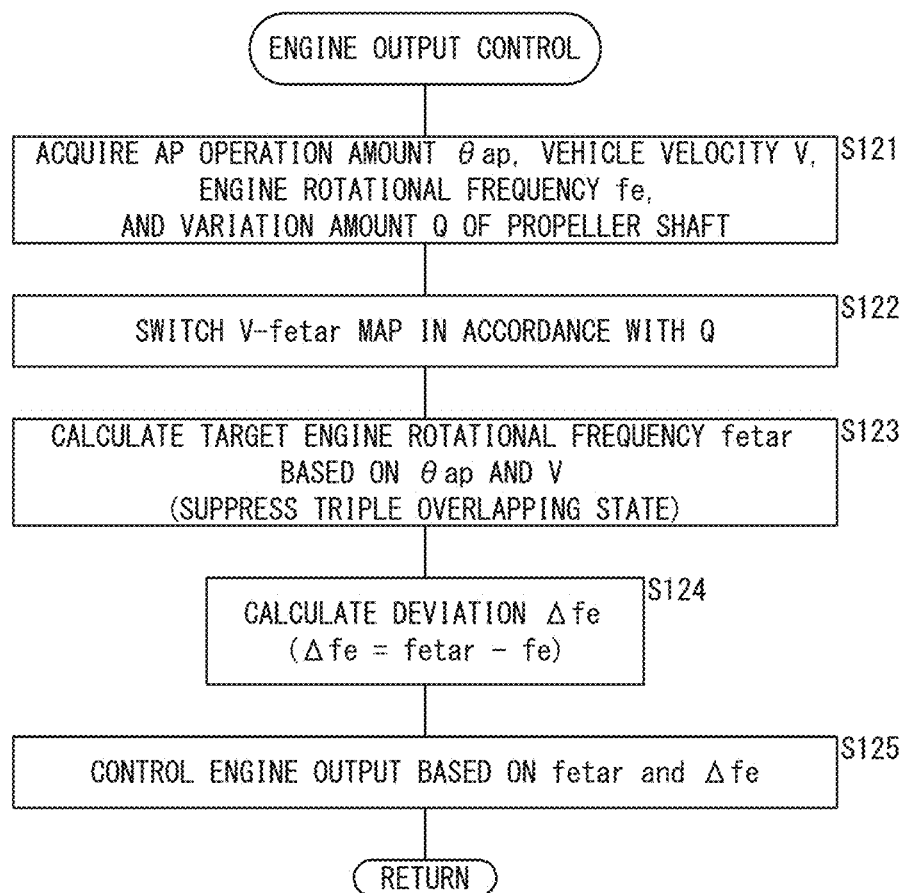 ENGINE OUTPUT CONTROL
ACQUIRE AP OPERATION AMOUNT θap, VEHICLE VELOCITY V,
ENGINE ROTATIONAL FREQUENCY fe,
AND VARIATION AMOUNT Q OF PROPELLER SHAFT
S121
SWITCH V-fetar MAP IN ACCORDANCE WITH Q
S122
CALCULATE TARGET ENGINE ROTATIONAL FREQUENCY fetar
BASED ON θap AND V
(SUPPRESS TRIPLE OVERLAPPING STATE)
S123
CALCULATE DEVIATION Δfe
(Δfe = fetar - fe)
S124
CONTROL ENGINE OUTPUT BASED ON fetar and Δfe
S125
RETURN